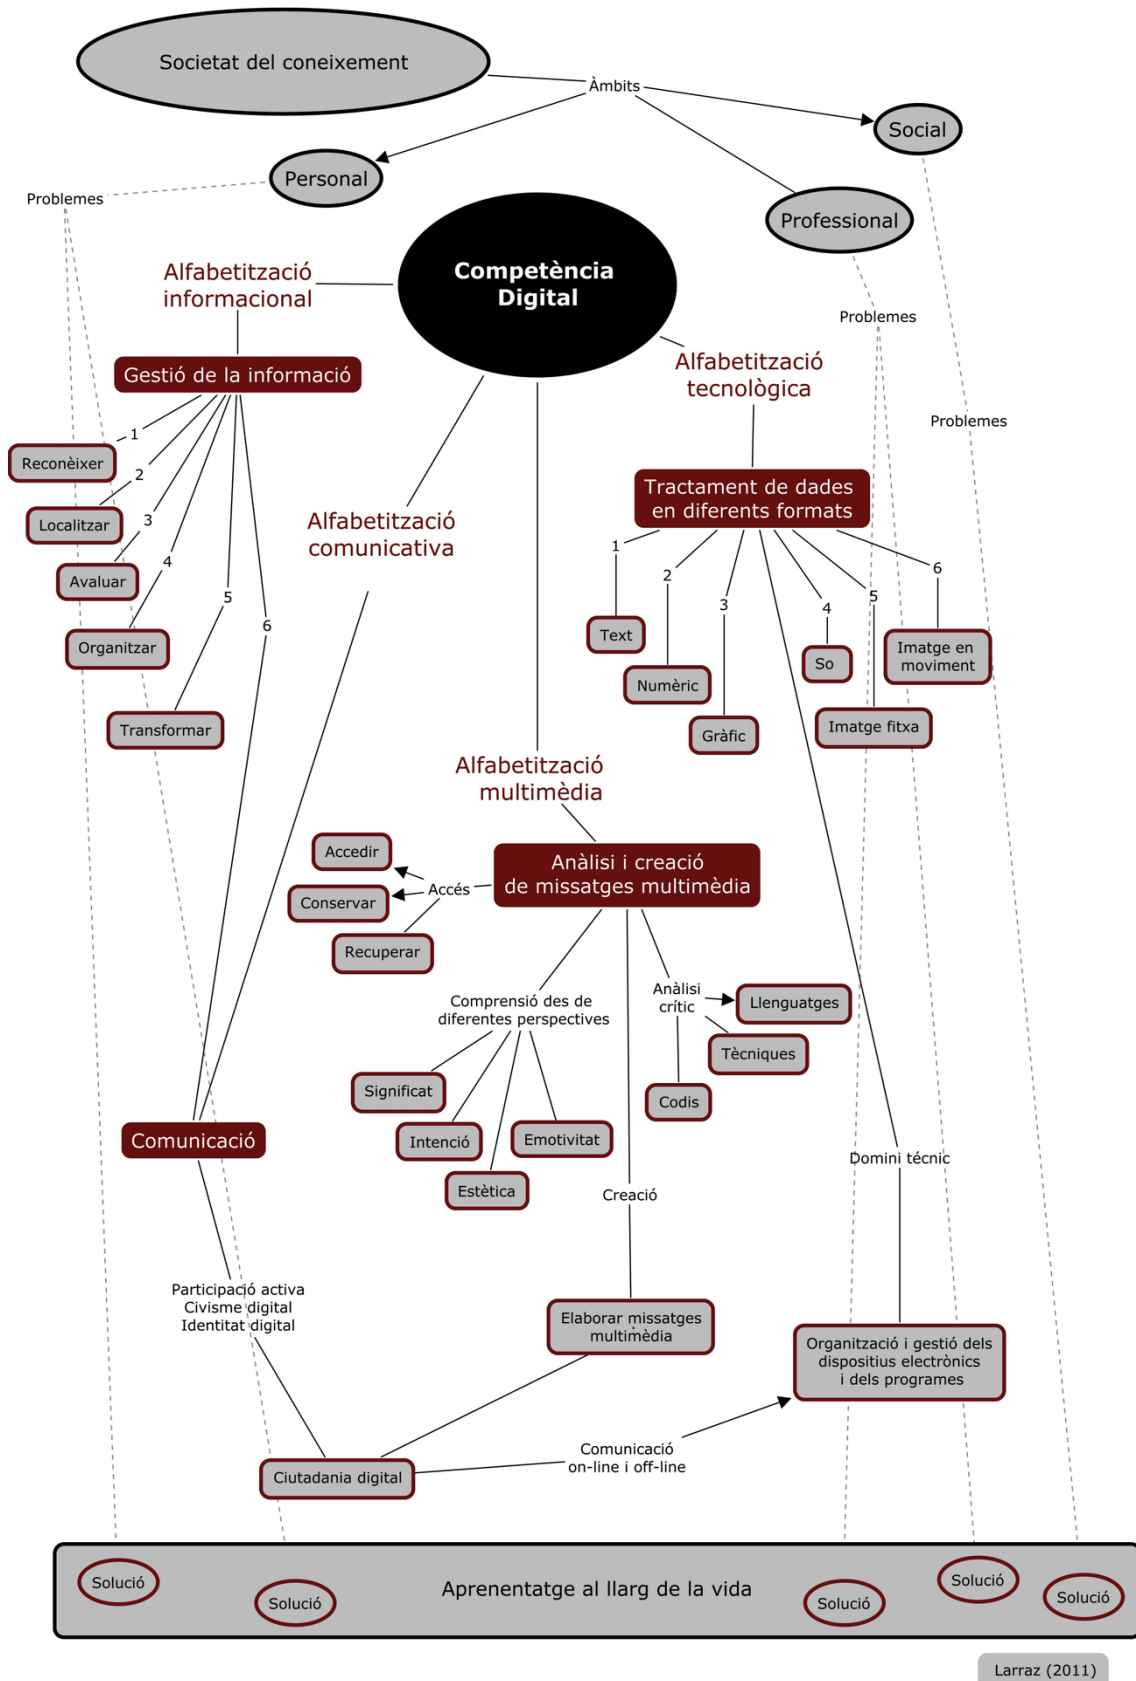 Societat del coneixement
Àmbits
Social
Personal
Problemes
Professional
Competència
Digital
Alfabetització
informacional
Problemes
Alfabetització
tecnològica
Gestió de la informació
Problemes
1
Reconèixer
2
Localitzar
3
Avaluar
4
Organitzar
5
Transformar
6
Alfabetització
comunicativa
Tractament de dades
en diferents formats
1
Text
2
Numèric
3
Gràfic
4
So
5
Imatge fitxa
6
Imatge en
moviment
Alfabetització
multimèdia
Anàlisi i creació
de missatges multimèdia
Accés
Accedir
Conservar
Recuperar
Comprensió des de
diferentes perspectives
Significat
Intenció
Estètica
Emotivitat
Anàlisi
crític
Llenguatges
Tècniques
Codis
Comunicació
Creació
Domini técnic
Participació activa
Civisme digital
Identitat digital
Elaborar missatges
multimèdia
Organització i gestió dels
dispositius electrònics
i dels programes
Ciutadania digital
Comunicació
on-line i off-line
Solució
Solució
Aprenentatge al llarg de la vida
Solució
Solució
Solució
Larraz (2011)